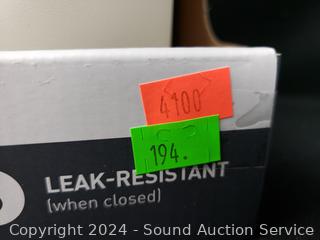 4100
194.
LEAK-RESISTANT
(when closed)
Copyright 2024 - Sound Auction Service